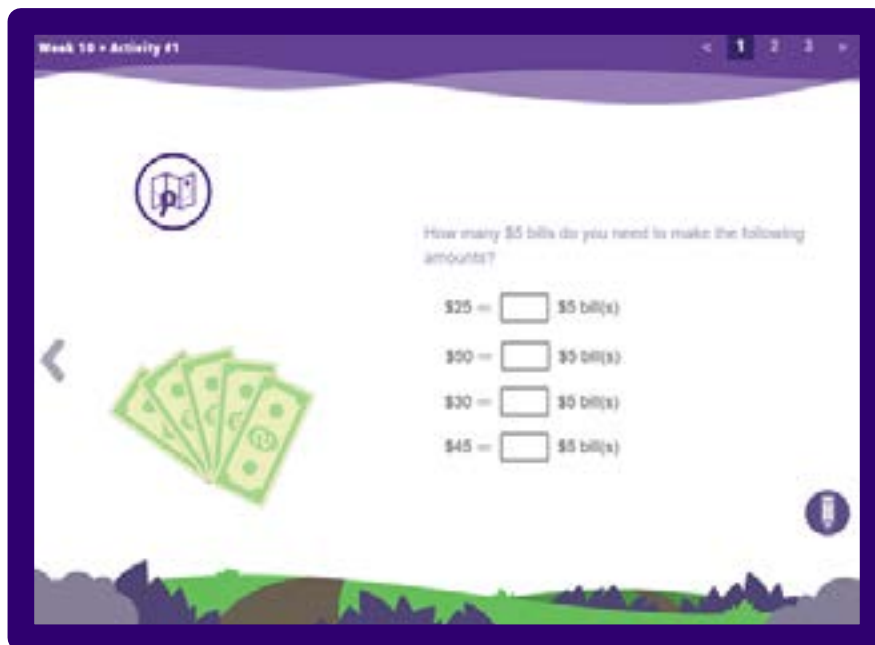 Week 10 • Activity #1
< 1 2 3 »
How many $5 bills do you need to make the following
amounts?
$25 = $5 bill(s)
$50 = $5 bill(s)
$30 = $5 bill(s)
$45 = $5 bill(s)